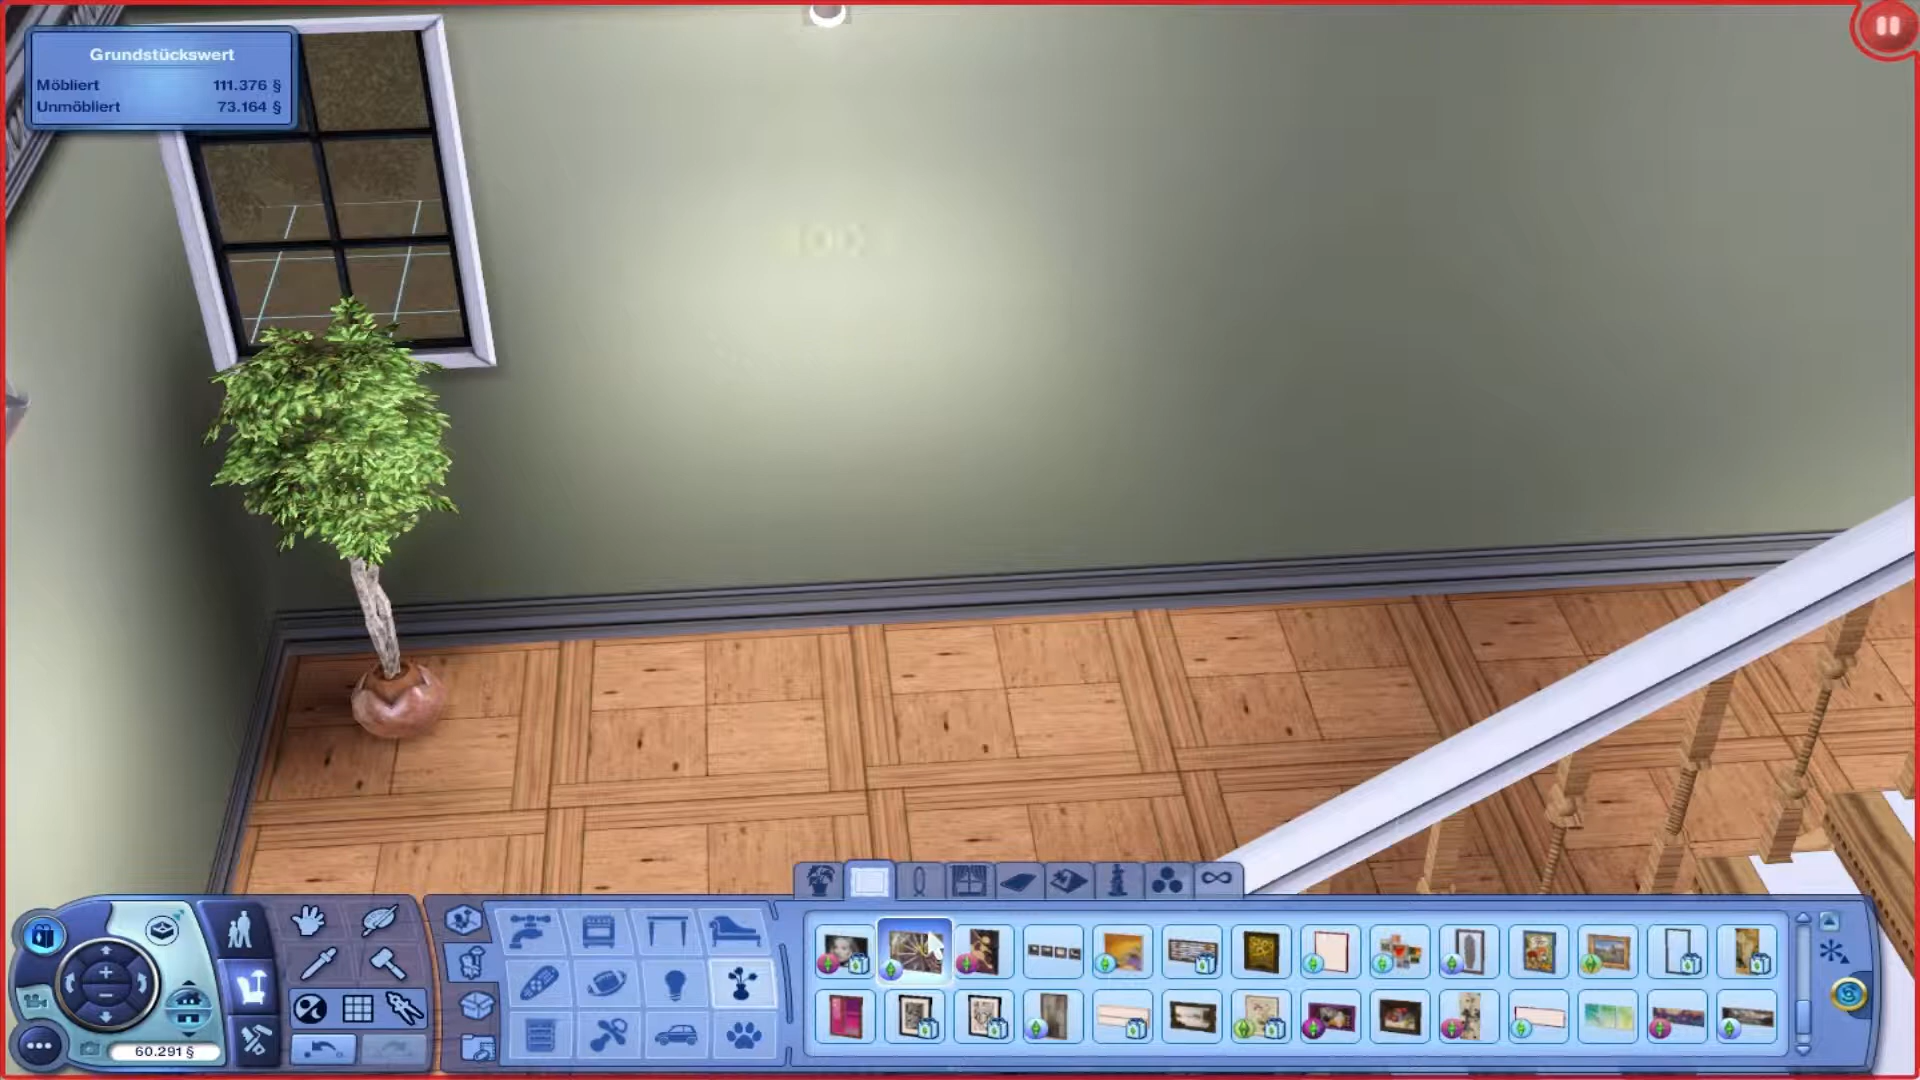 Grundstückswert
Möbliert 111.376 §
Unmöbliert 73.164 §
60.291 §